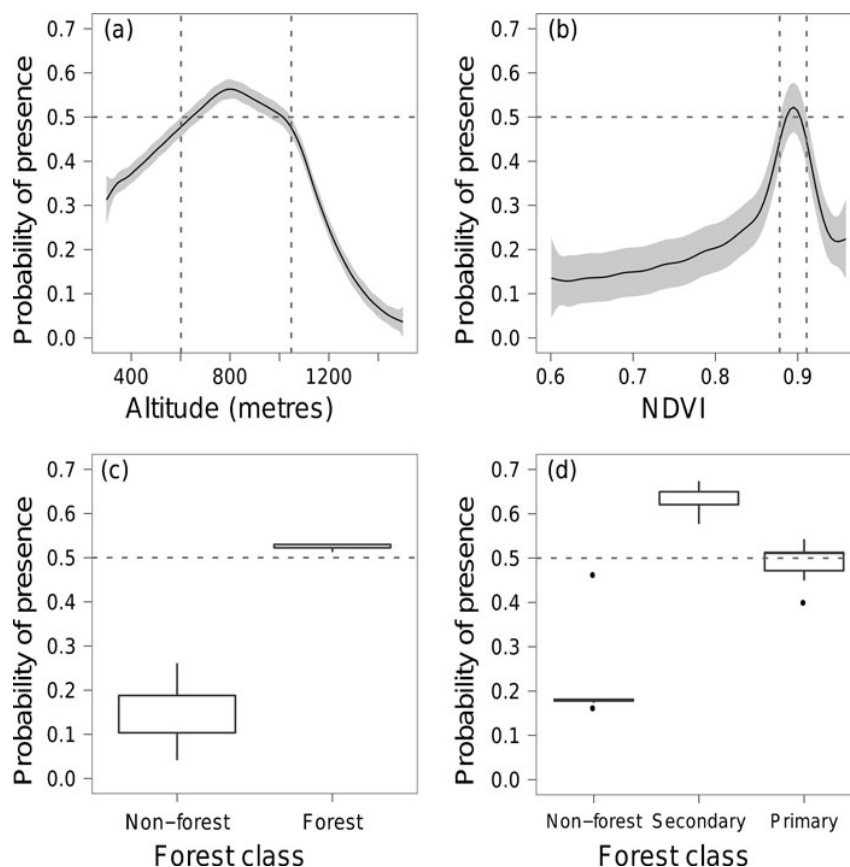 (a)
Probability of presence
0.7
0.6
0.5
0.4
0.3
0.2
0.1
0.0
400 800 1200
Altitude (metres)
(b)
Probability of presence
0.7
0.6
0.5
0.4
0.3
0.2
0.1
0.0
0.6 0.7 0.8 0.9
NDVI
(c)
Probability of presence
0.7
0.6
0.5
0.4
0.3
0.2
0.1
0.0
Non−forest Forest
Forest class
(d)
Probability of presence
0.7
0.6
0.5
0.4
0.3
0.2
0.1
0.0
Non−forest Secondary Primary
Forest class